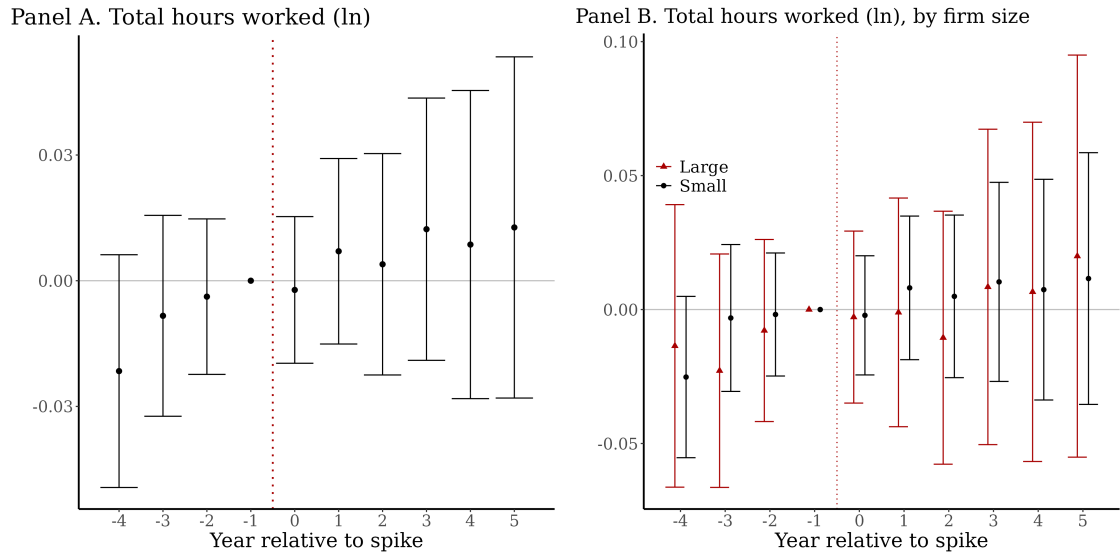 Panel A. Total hours worked (ln)
0.03
0.00
-0.03
-4 -3 -2 -1 0 1 2 3 4 5
Year relative to spike
Panel B. Total hours worked (ln), by firm size
0.10
0.05
0.00
-0.05
Large
Small
-4 -3 -2 -1 0 1 2 3 4 5
Year relative to spike